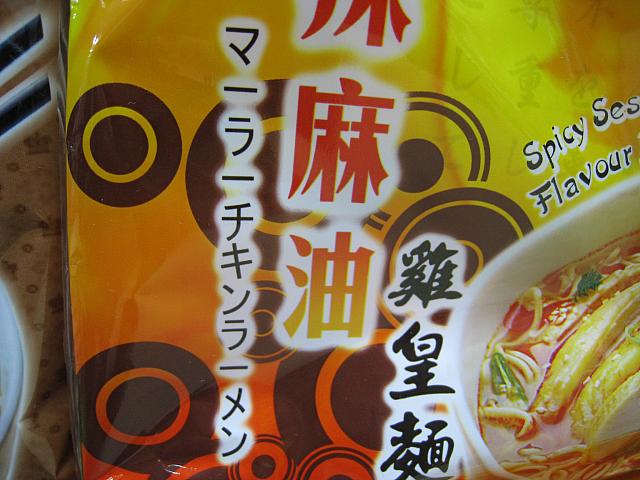 マーラーチキンラーメン
辣麻油
雞皇麵
Spicy Ses
Flavour